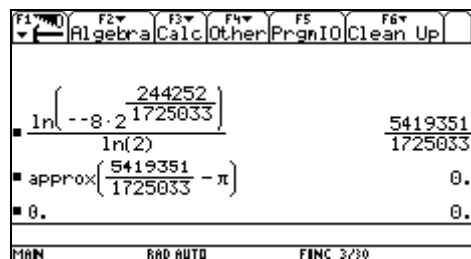 F1 F2 F3 F4 F5 F6
Algebra Calc Other PrgmIO Clean Up
ln(--8·2^(244252/1725033))/ln(2) 5419351/1725033
approx(5419351/1725033 - π) 0.
0. 0.
MAIN RAD AUTO FUNC 3/30